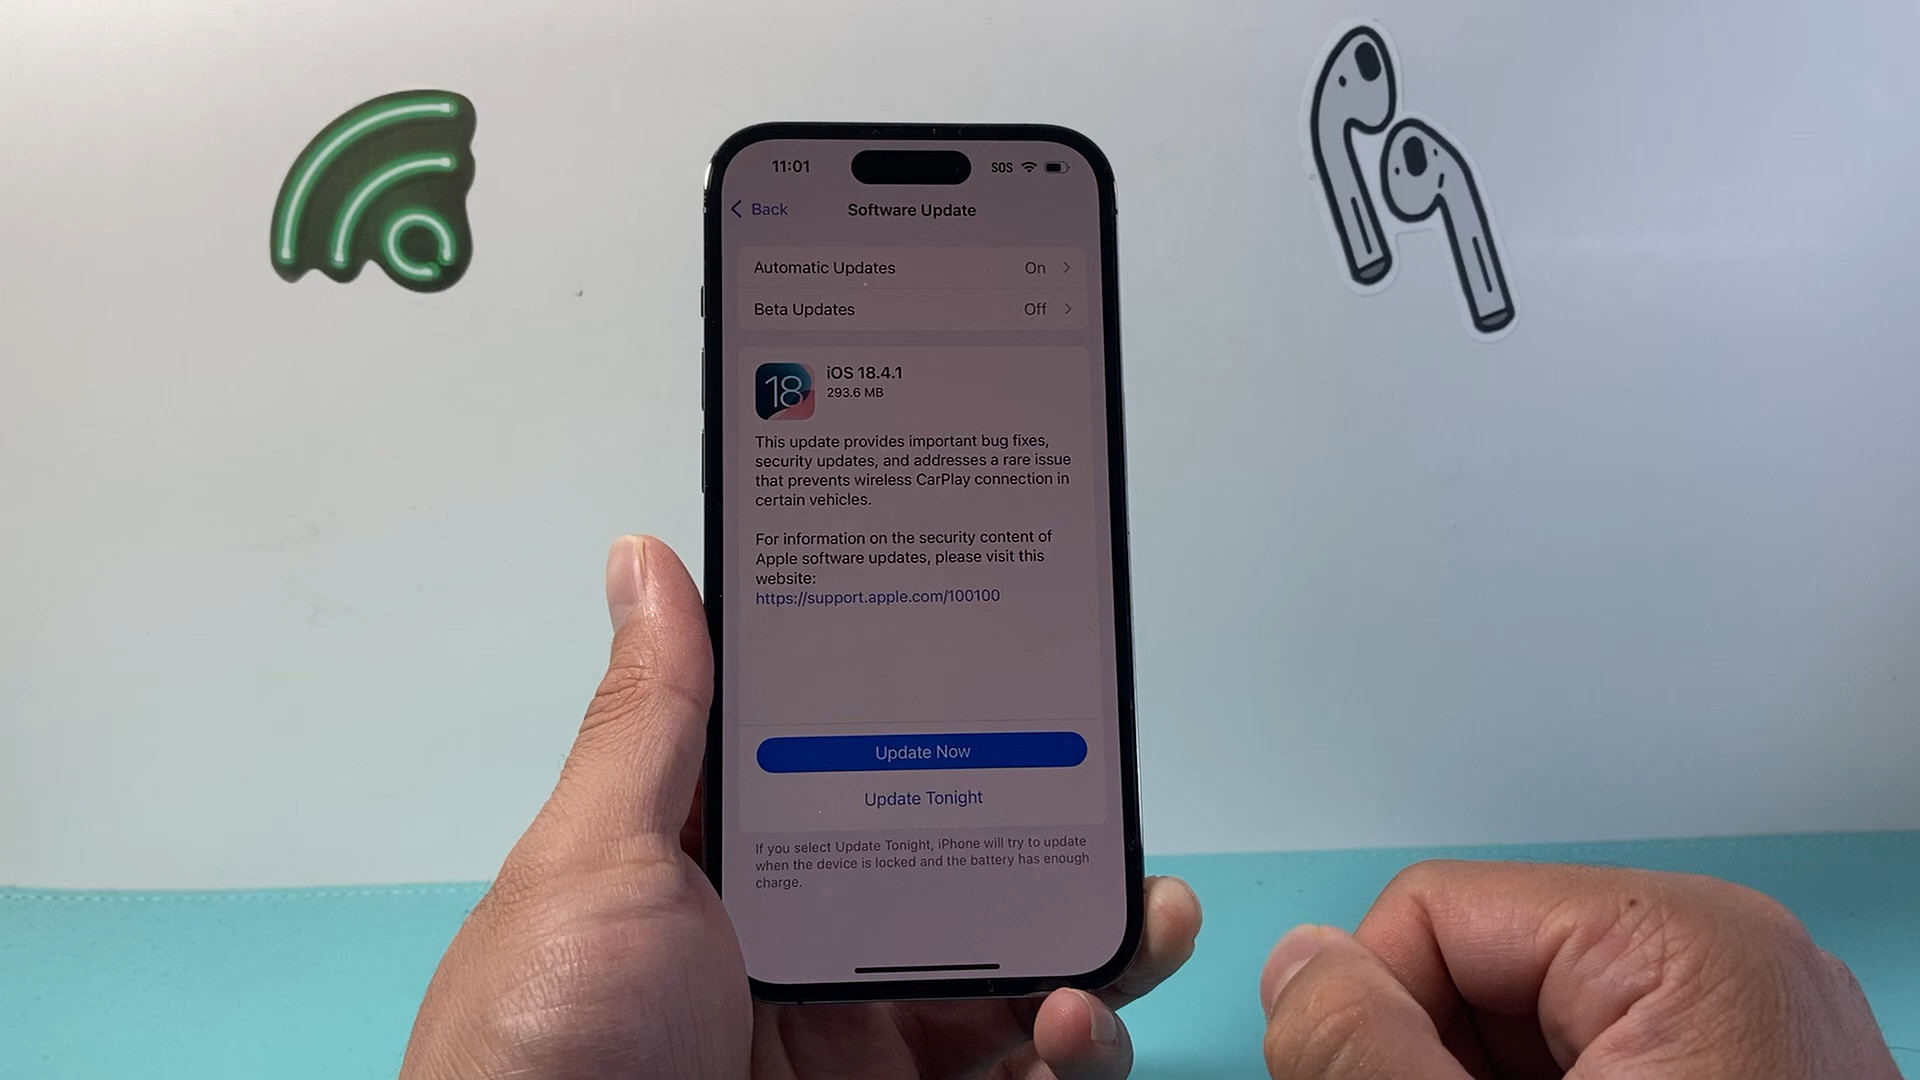 11:01
SOS
Back
Software Update
Automatic Updates On
Beta Updates Off
18
iOS 18.4.1
293.6 MB
This update provides important bug fixes,
security updates, and addresses a rare issue
that prevents wireless CarPlay connection in
certain vehicles.
For information on the security content of
Apple software updates, please visit this
website:
https://support.apple.com/100100
Update Now
Update Tonight
If you select Update Tonight, iPhone will try to update
when the device is locked and the battery has enough
charge.